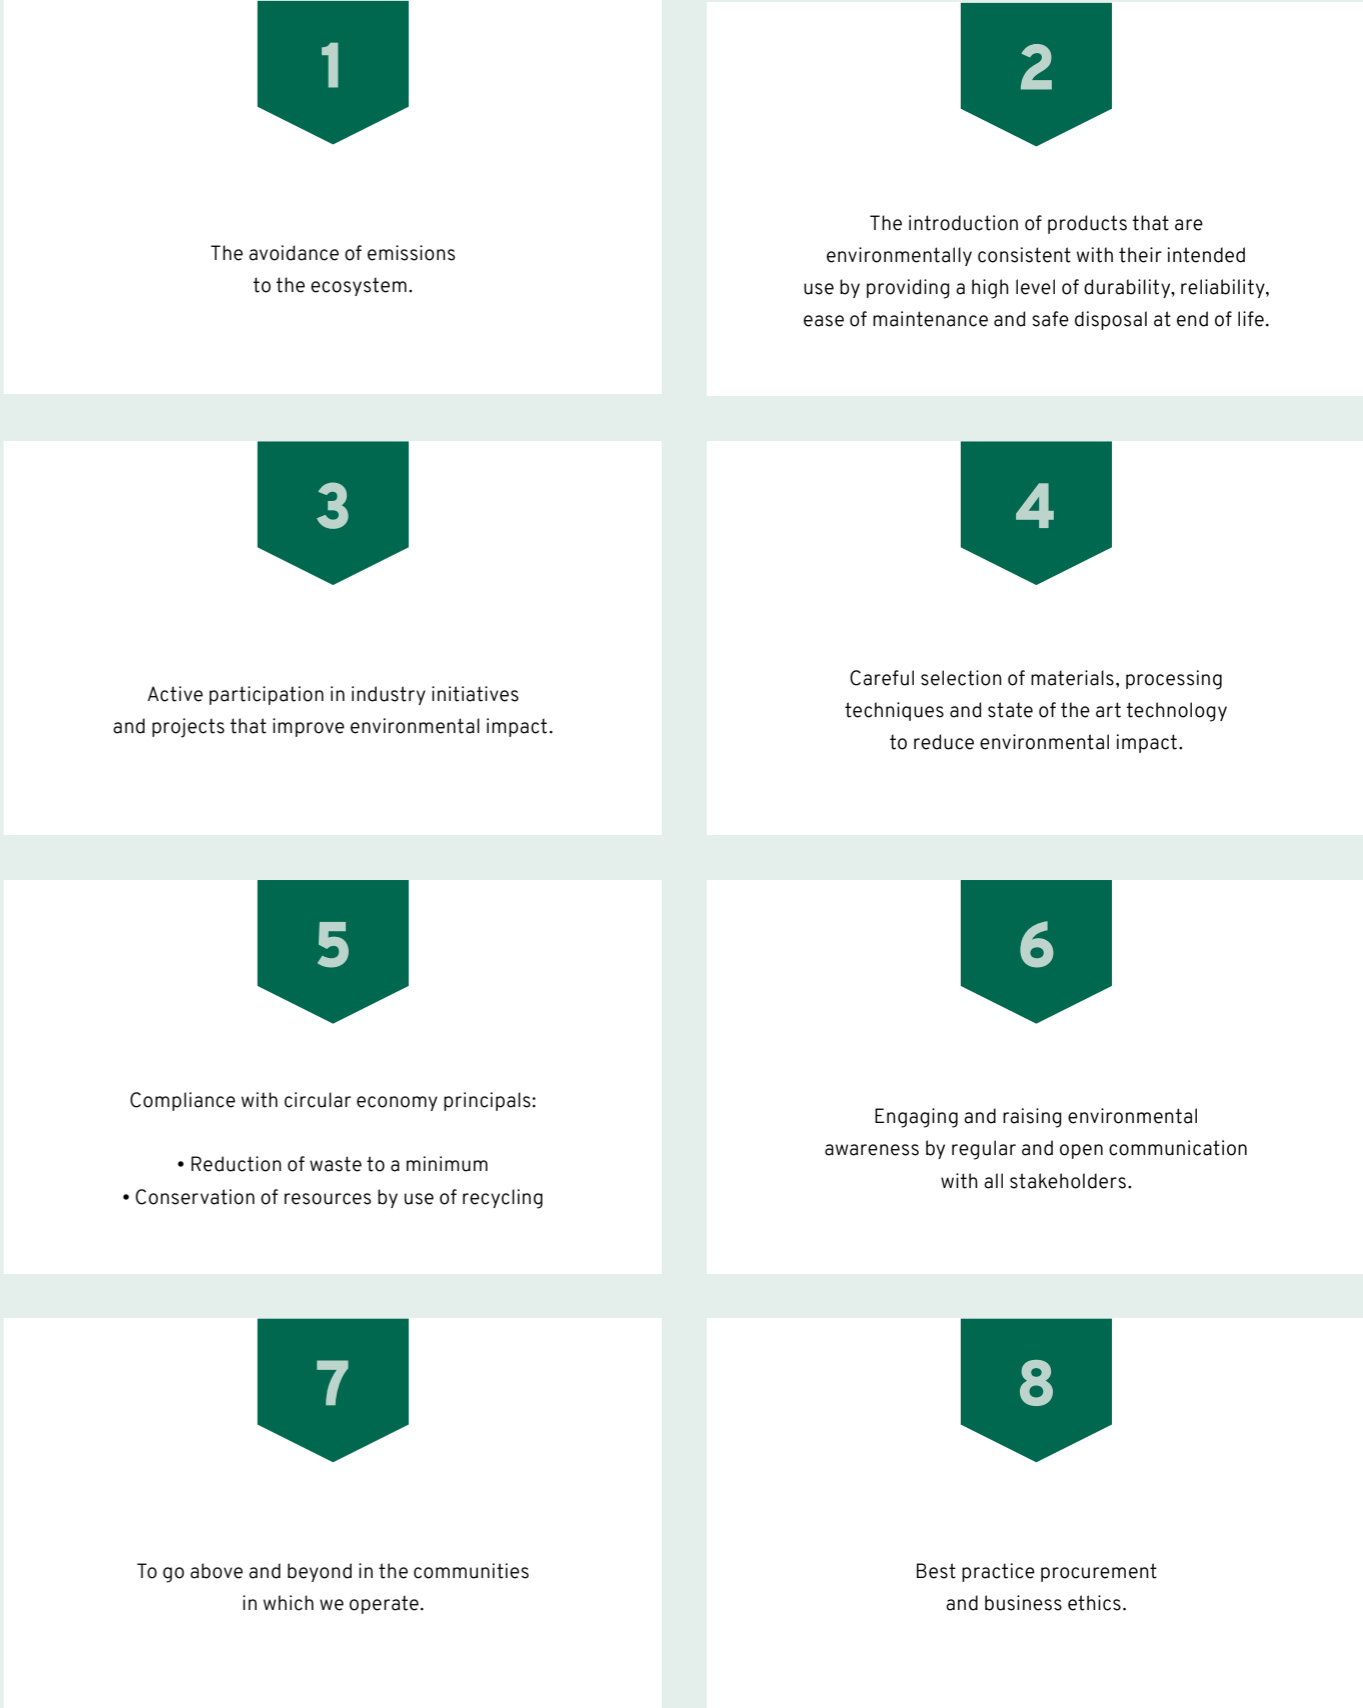 1
The avoidance of emissions
to the ecosystem.
2
The introduction of products that are
environmentally consistent with their intended
use by providing a high level of durability, reliability,
ease of maintenance and safe disposal at end of life.
3
Active participation in industry initiatives
and projects that improve environmental impact.
4
Careful selection of materials, processing
techniques and state of the art technology
to reduce environmental impact.
5
Compliance with circular economy principals:
• Reduction of waste to a minimum
• Conservation of resources by use of recycling
6
Engaging and raising environmental
awareness by regular and open communication
with all stakeholders.
7
To go above and beyond in the communities
in which we operate.
8
Best practice procurement
and business ethics.